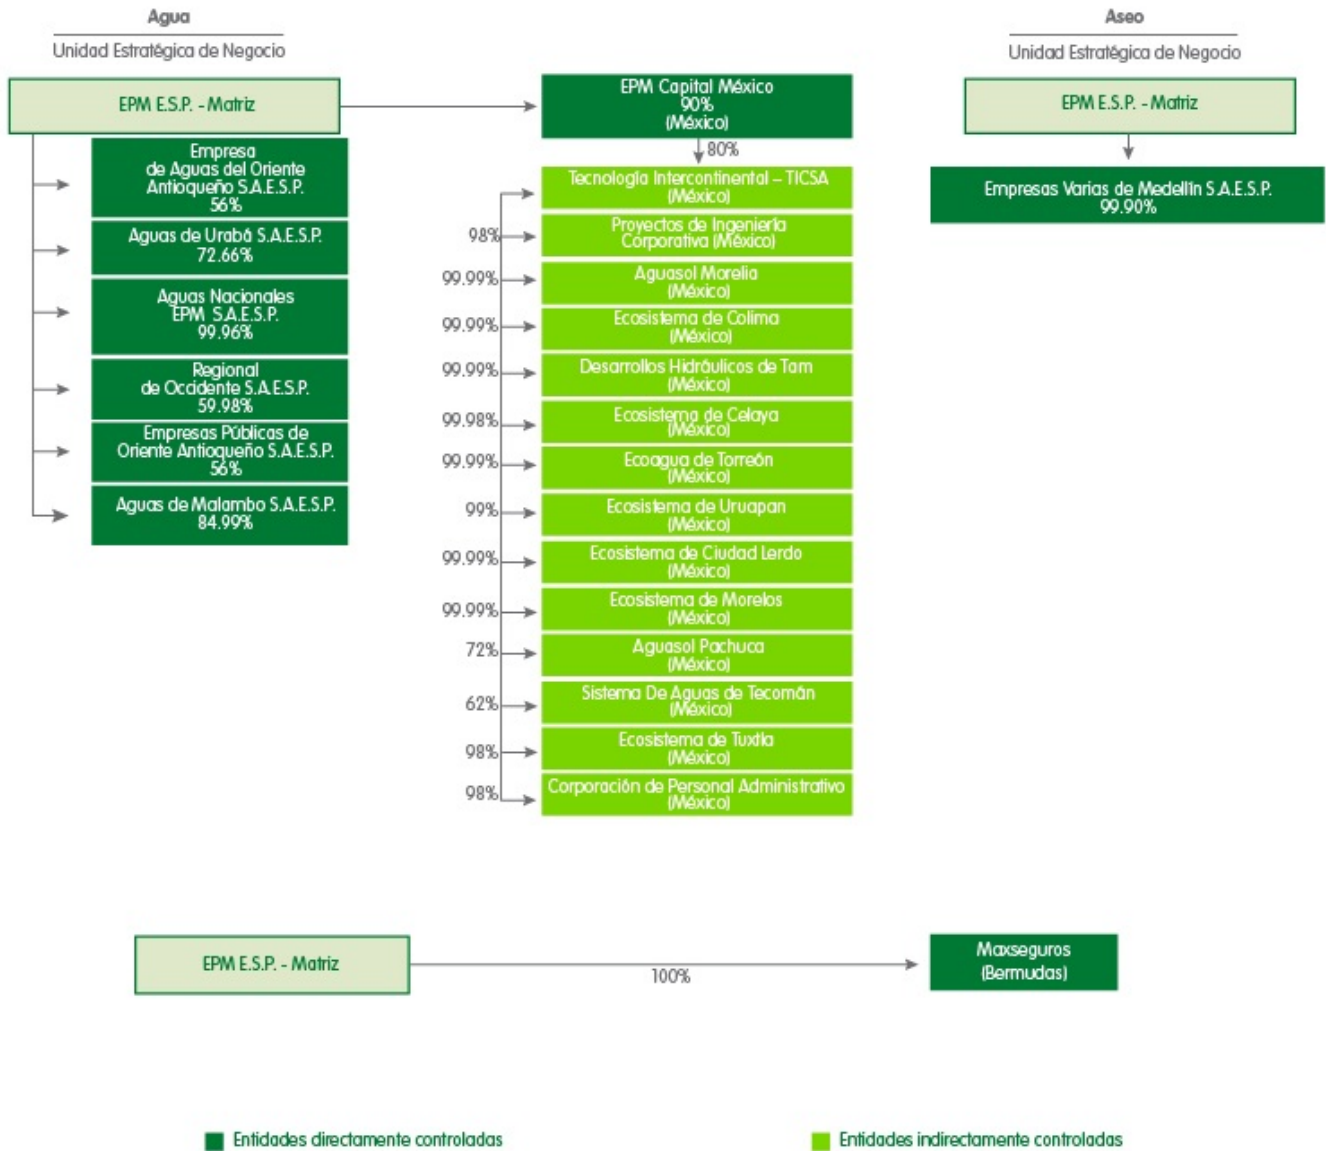 Agua
Unidad Estratégica de Negocio
EPM E.S.P. - Matriz
Empresa
de Aguas del Oriente
Antioqueño S.A.E.S.P.
56%
Aguas de Urabá S.A.E.S.P.
72.66%
Aguas Nacionales
EPM S.A.E.S.P.
99.96%
Regional
de Occidente S.A.E.S.P.
59.98%
Empresas Públicas de
Oriente Antioqueño S.A.E.S.P.
56%
Aguas de Malambo S.A.E.S.P.
84.99%
EPM Capital México
90%
(México)
80%
Tecnología Intercontinental – TICSA
(México)
98%
Proyectos de Ingeniería
Corporativa (México)
99.99%
Aguasol Morelia
(México)
99.99%
Ecosistema de Colima
(México)
99.99%
Desarrollos Hidráulicos de Tam
(México)
99.98%
Ecosistema de Celaya
(México)
99.99%
Ecoagua de Torreón
(México)
99%
Ecosistema de Uruapan
(México)
99.99%
Ecosistema de Ciudad Lerdo
(México)
99.99%
Ecosistema de Morelos
(México)
72%
Aguasol Pachuca
(México)
62%
Sistema De Aguas de Tecomán
(México)
98%
Ecosistema de Tuxtla
(México)
98%
Corporación de Personal Administrativo
(México)
Aseo
Unidad Estratégica de Negocio
EPM E.S.P. - Matriz
Empresas Varias de Medellín S.A.E.S.P.
99.90%
EPM E.S.P. - Matriz
100%
Maxseguros
(Bermudas)
Entidades directamente controladas
Entidades indirectamente controladas